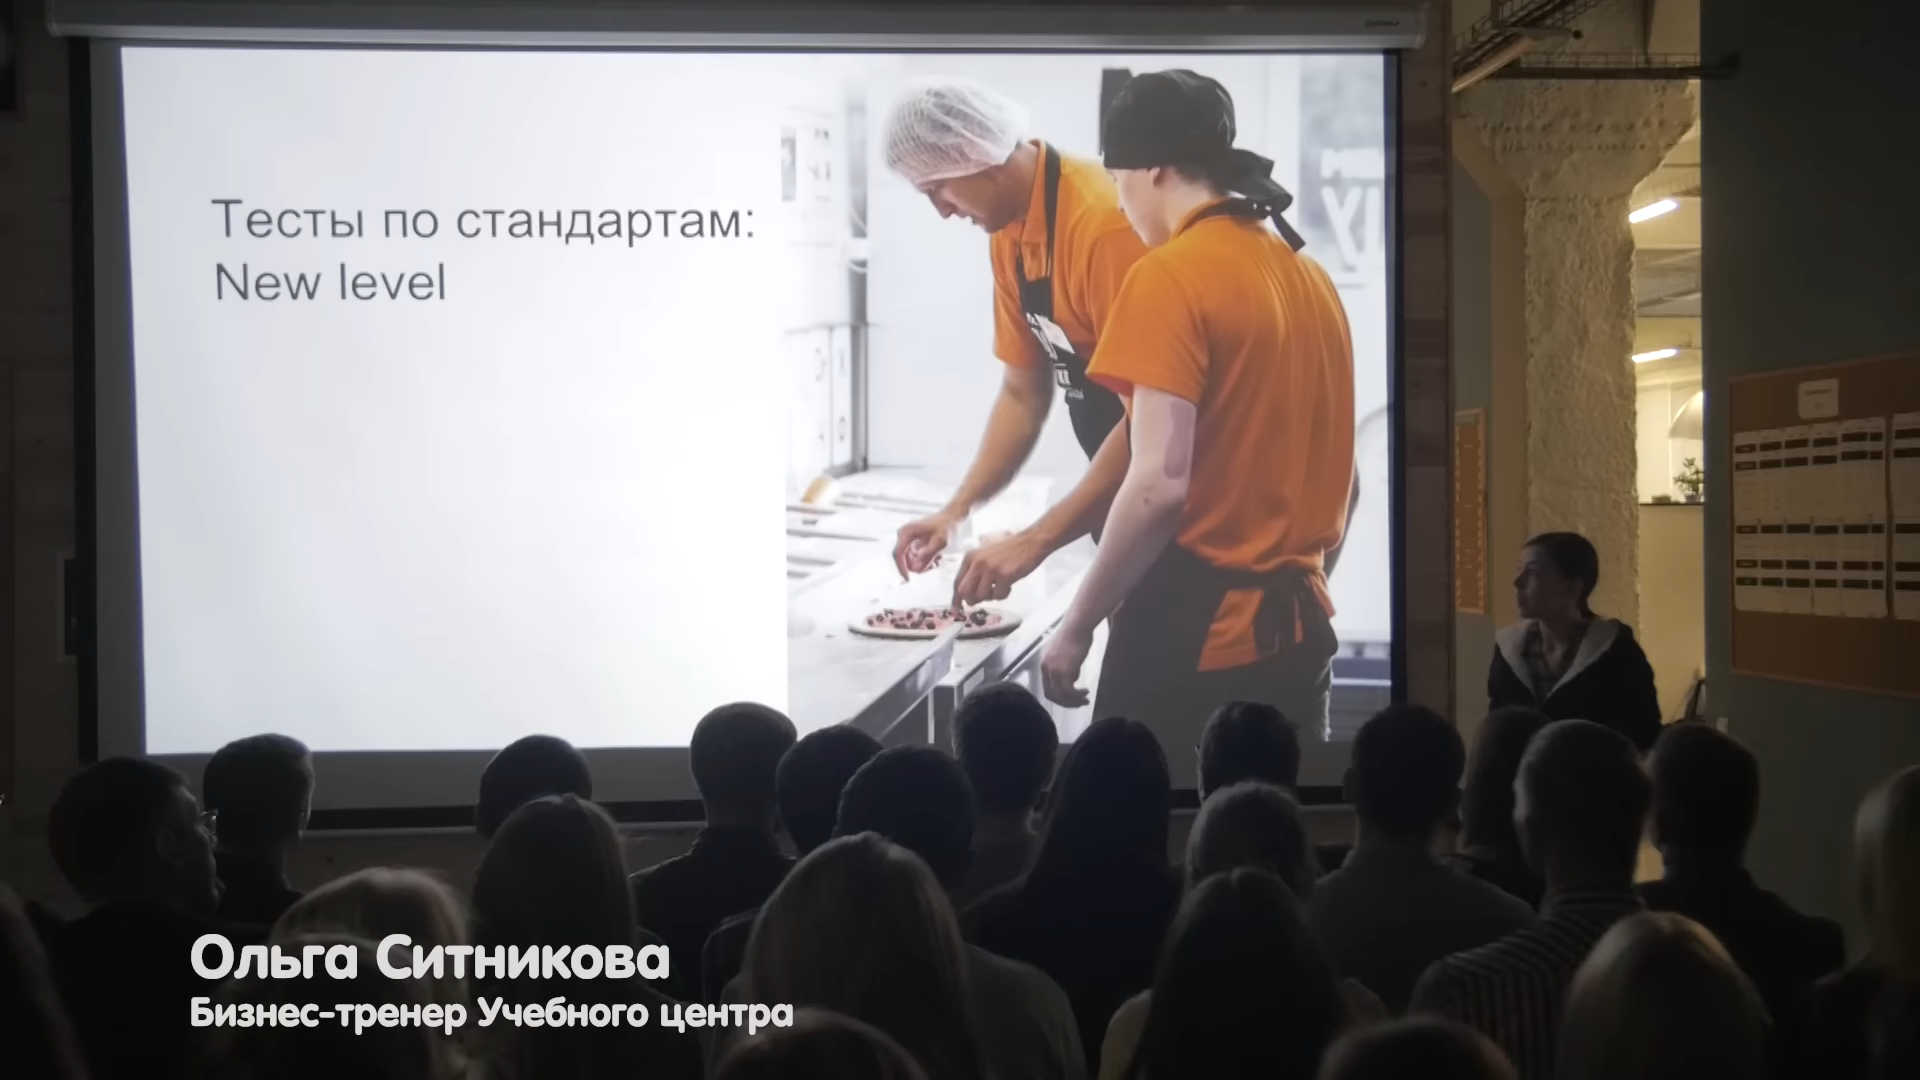 Тесты по стандартам:
New level
Ольга Ситникова
Бизнес-тренер Учебного центра